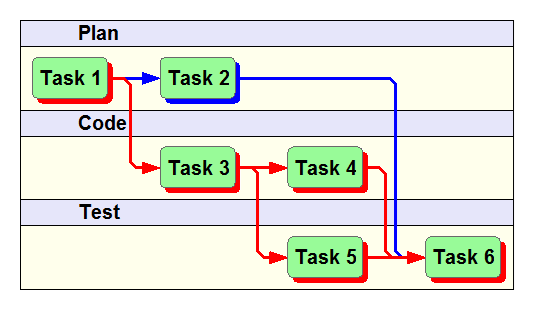 Plan
Task 1
Task 2
Code
Task 3
Task 4
Test
Task 5
Task 6